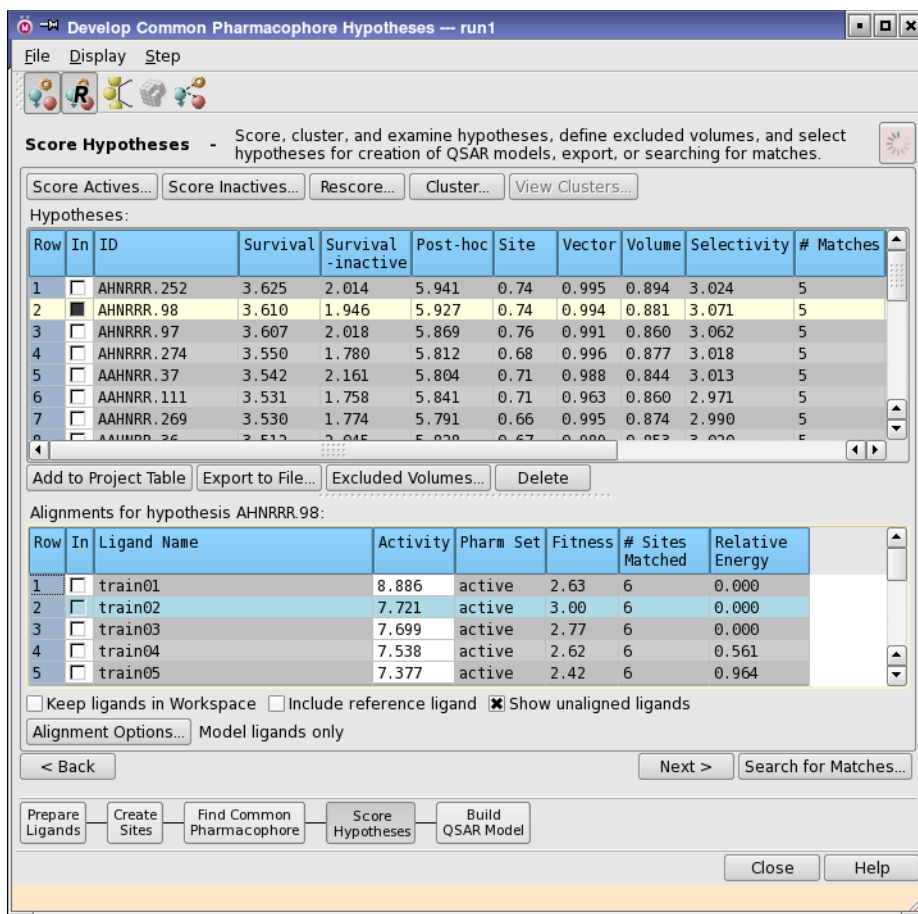 Develop Common Pharmacophore Hypotheses --- run1
File Display Step
Score Hypotheses - Score, cluster, and examine hypotheses, define excluded volumes, and select
hypotheses for creation of QSAR models, export, or searching for matches.
Score Actives... Score Inactives... Rescore... Cluster... View Clusters...
Hypotheses:
Row In ID Survival Survival Post-hoc Site Vector Volume Selectivity # Matches
-inactive
1 AHNRRR.252 3.625 2.014 5.941 0.74 0.995 0.894 3.024 5
2 AHNRRR.98 3.610 1.946 5.927 0.74 0.994 0.881 3.071 5
3 AHNRRR.97 3.607 2.018 5.869 0.76 0.991 0.860 3.062 5
4 AHNRRR.274 3.550 1.780 5.812 0.68 0.996 0.877 3.018 5
5 AAHNRR.37 3.542 2.161 5.804 0.71 0.988 0.844 3.013 5
6 AAHNRR.111 3.531 1.758 5.841 0.71 0.963 0.860 2.971 5
7 AAHNRR.269 3.530 1.774 5.791 0.66 0.995 0.874 2.990 5
Add to Project Table Export to File... Excluded Volumes... Delete
Alignments for hypothesis AHNRRR.98:
Row In Ligand Name Activity Pharm Set Fitness # Sites Relative
Matched Energy
1 train01 8.886 active 2.63 6 0.000
2 train02 7.721 active 3.00 6 0.000
3 train03 7.699 active 2.77 6 0.000
4 train04 7.538 active 2.62 6 0.561
5 train05 7.377 active 2.42 6 0.964
Keep ligands in Workspace Include reference ligand Show unaligned ligands
Alignment Options... Model ligands only
< Back Next > Search for Matches...
Prepare Create Find Common Score Build
Ligands Sites Pharmacophore Hypotheses QSAR Model
Close Help